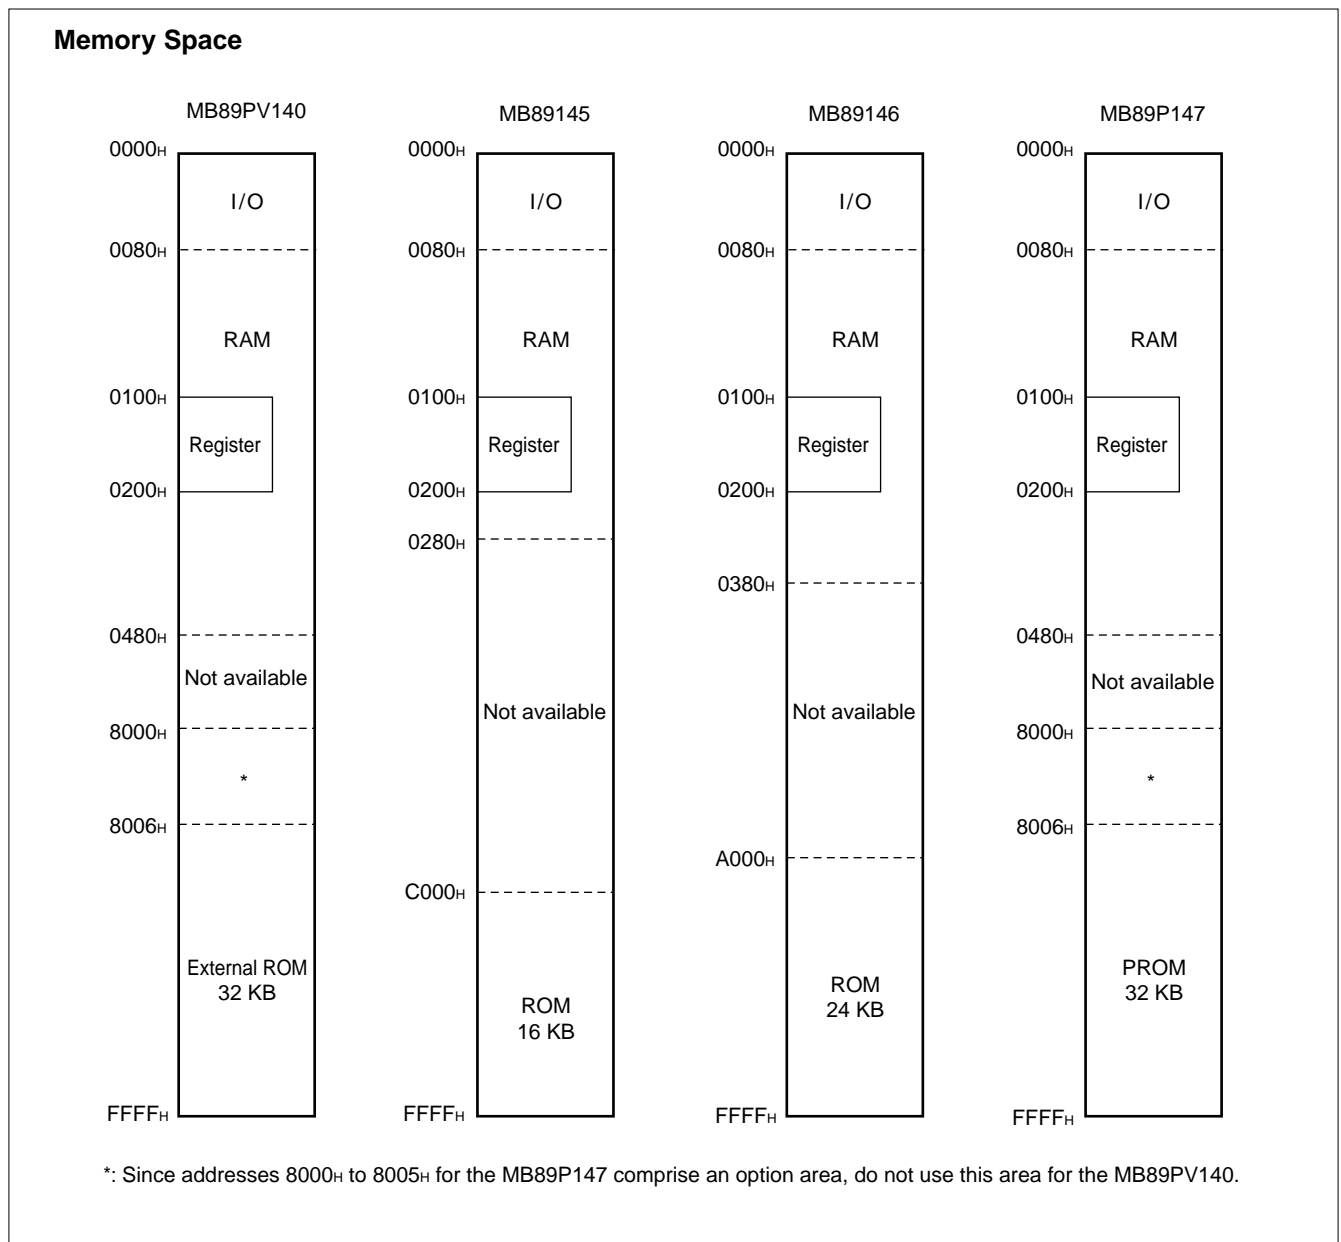 Memory Space
MB89PV140
0000H
I/O
0080H
RAM
0100H
Register
0200H
0480H
Not available
8000H
*
8006H
External ROM
32 KB
FFFFH
MB89145
0000H
I/O
0080H
RAM
0100H
Register
0200H
0280H
Not available
C000H
ROM
16 KB
FFFFH
MB89146
0000H
I/O
0080H
RAM
0100H
Register
0200H
0380H
Not available
A000H
ROM
24 KB
FFFFH
MB89P147
0000H
I/O
0080H
RAM
0100H
Register
0200H
0480H
Not available
8000H
*
8006H
PROM
32 KB
FFFFH
*: Since addresses 8000H to 8005H for the MB89P147 comprise an option area, do not use this area for the MB89PV140.